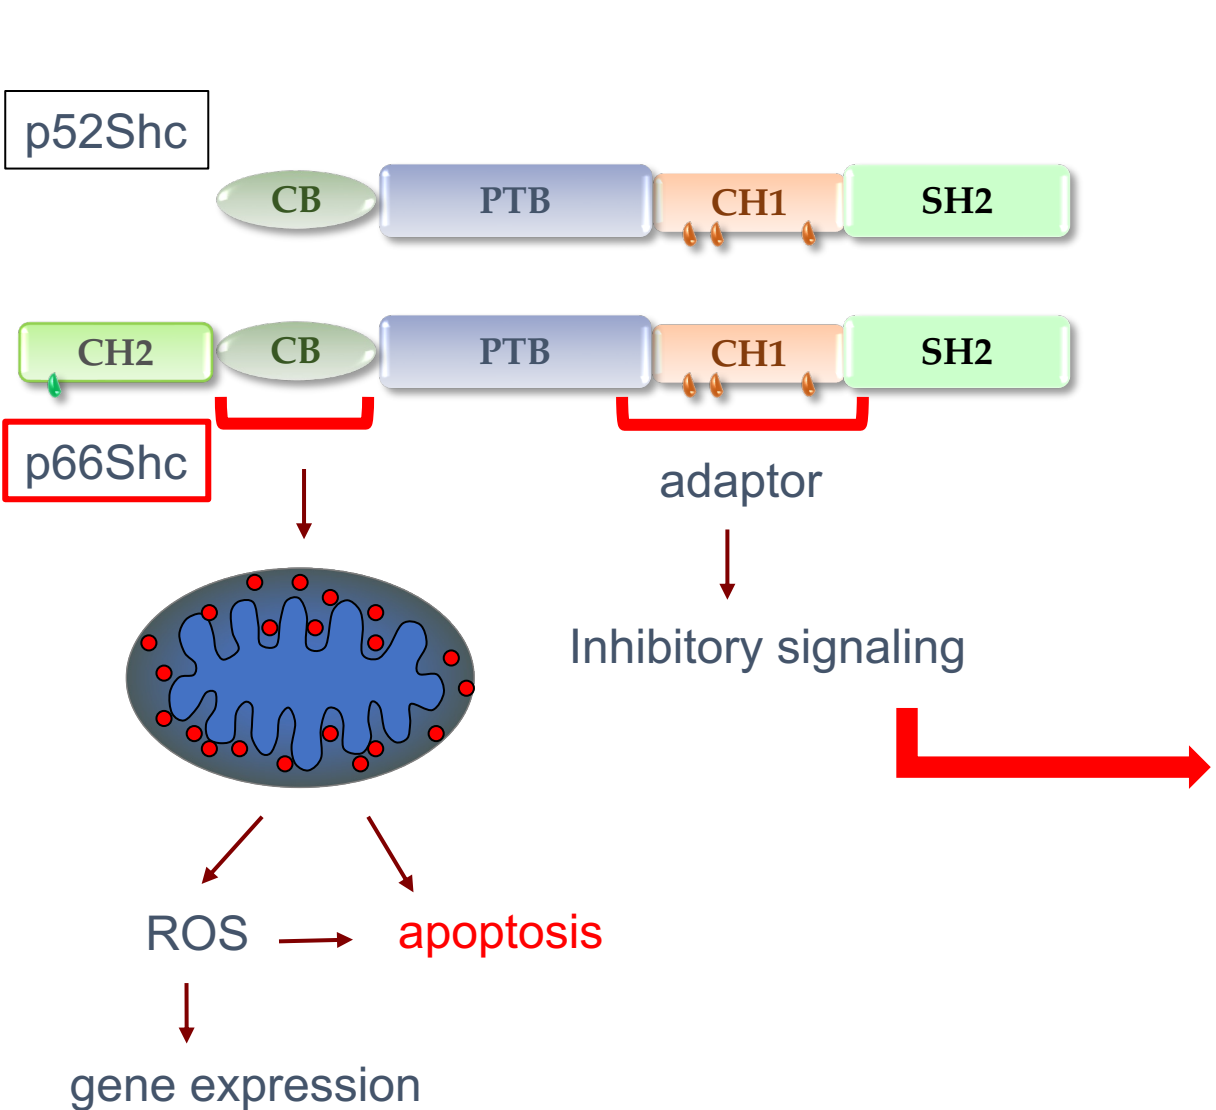 p52Shc
CB PTB CH1 SH2
CH2 CB PTB CH1 SH2
p66Shc
adaptor
Inhibitory signaling
ROS
apoptosis
gene expression